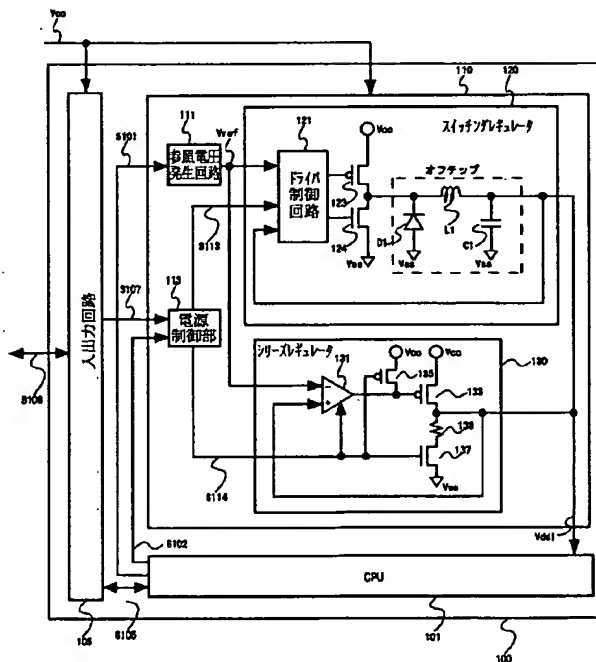 Vcc
110
120
スイッチングレギュレータ
S101
111
参照電圧
発生回路
Vref
121
ドライバ
制御
回路
Vcc
オフチップ
123
124
Vss
D1
Vss
L1
C1
Vss
S113
S107
113
電源
制御部
入出力回路
S108
シリーズレギュレータ
131
Vcc
Vcc
135
133
138
137
Vss
130
S114
S102
Vddi
CPU
S105
101
100